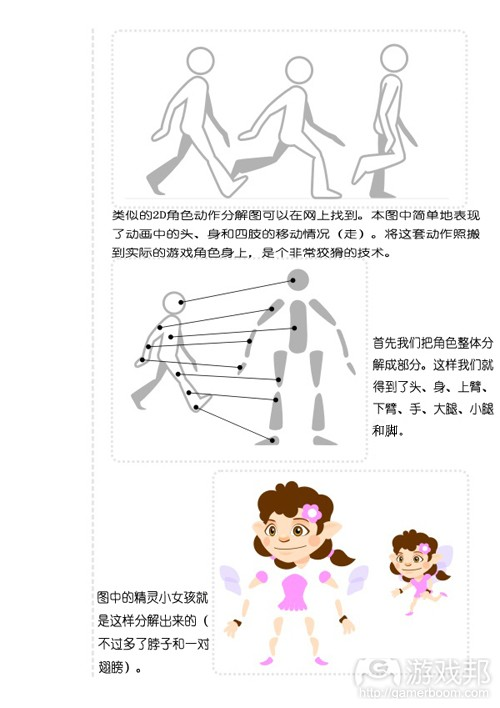 类似的2D角色动作分解图可以在网上找到。本图中简单地表现
了动画中的头、身和四肢的移动情况（走）。将这套动作照搬
到实际的游戏角色身上，是个非常狡猾的技术。
首先我们把角色整体分
解成部分。这样我们就
得到了头、身、上臂、
下臂、手、大腿、小腿
和脚。
图中的精灵小女孩就
是这样分解出来的（
不过多了脖子和一对
翅膀）。
游戏邦
http://gamerboom.com